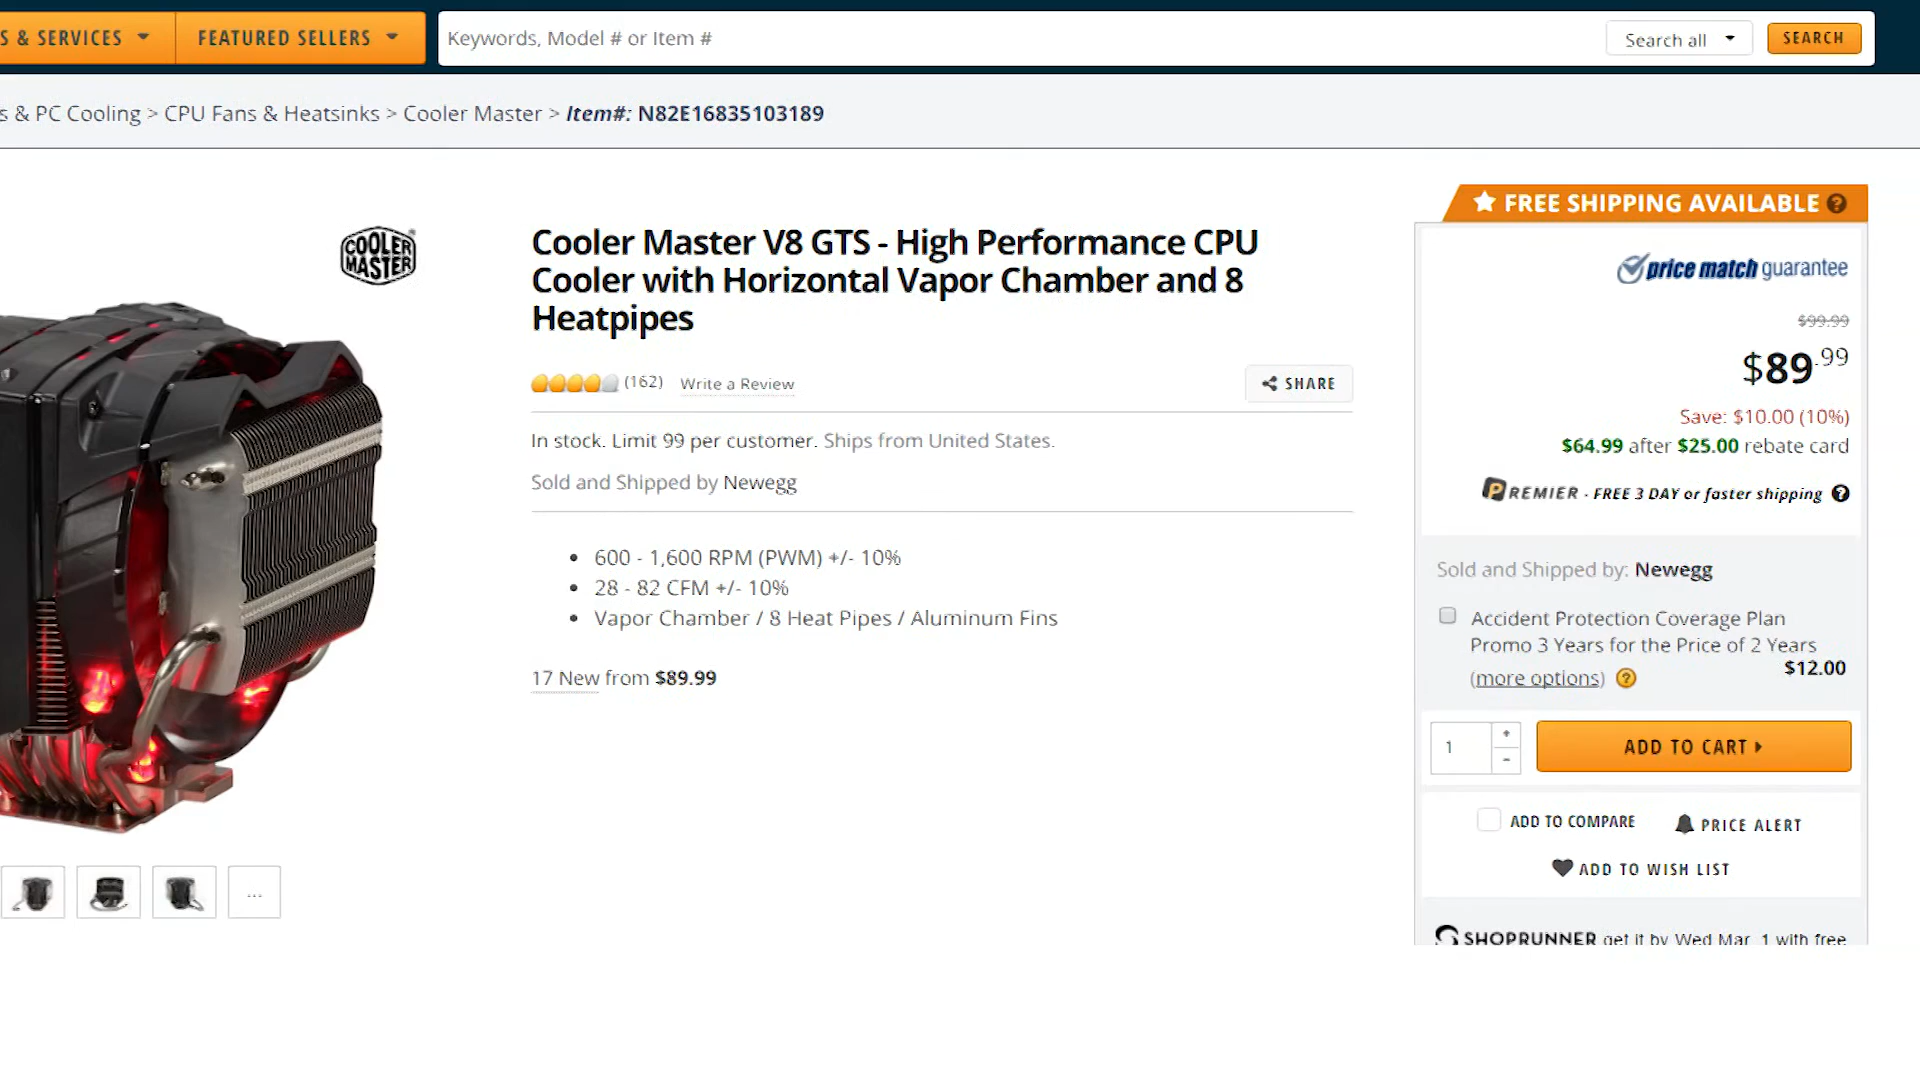 S & SERVICES
FEATURED SELLERS
Keywords, Model # or Item #
Search all
SEARCH
s & PC Cooling > CPU Fans & Heatsinks > Cooler Master > Item#: N82E16835103189
FREE SHIPPING AVAILABLE ?
COOLER
MASTER
Cooler Master V8 GTS - High Performance CPU
Cooler with Horizontal Vapor Chamber and 8
Heatpipes
(162) Write a Review
SHARE
In stock. Limit 99 per customer. Ships from United States.
Sold and Shipped by Newegg
• 600 - 1,600 RPM (PWM) +/- 10%
• 28 - 82 CFM +/- 10%
• Vapor Chamber / 8 Heat Pipes / Aluminum Fins
17 New from $89.99
price match guarantee
$99.99
$89.99
Save: $10.00 (10%)
$64.99 after $25.00 rebate card
PREMIER - FREE 3 DAY or faster shipping ?
Sold and Shipped by: Newegg
Accident Protection Coverage Plan
Promo 3 Years for the Price of 2 Years
$12.00
(more options) ?
1
+
-
ADD TO CART
ADD TO COMPARE
PRICE ALERT
ADD TO WISH LIST
...
SHOPRUNNER get it by Wed Mar. 1 with free